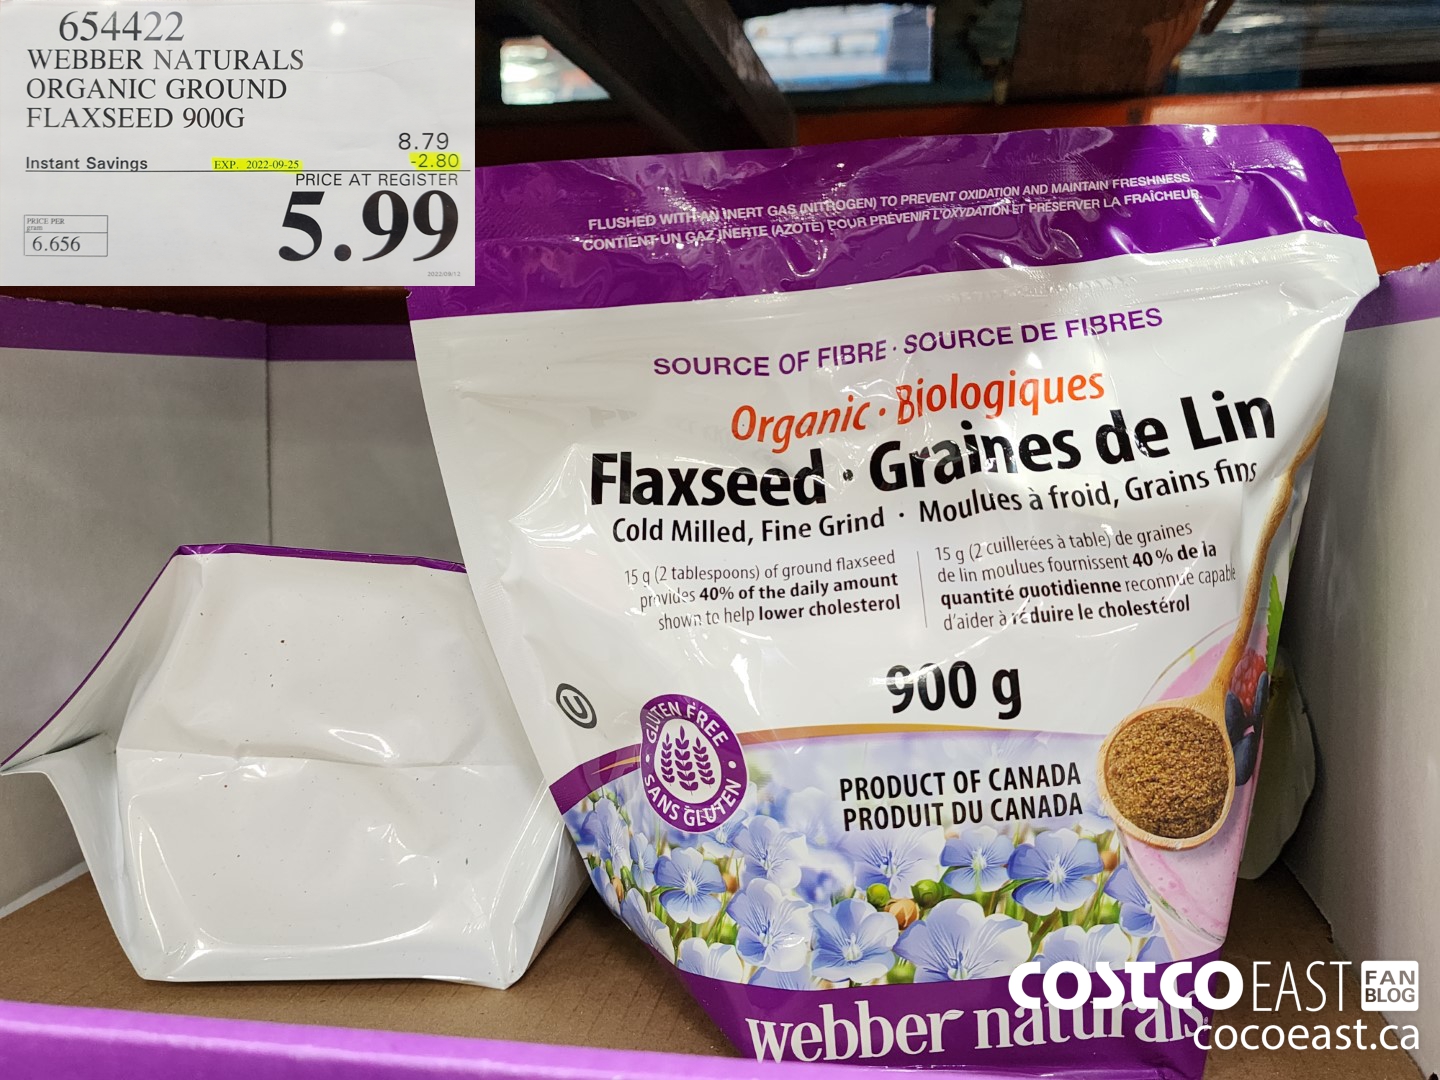 654422
WEBBER NATURALS
ORGANIC GROUND
FLAXSEED 900G
8.79
Instant Savings EXP. 2022-09-25 -2.80
PRICE AT REGISTER
5.99
PRICE PER
gram
6.656
2022/09/12
FLUSHED WITH AN INERT GAS (NITROGEN) TO PREVENT OXIDATION AND MAINTAIN FRESHNESS.
CONTIENT UN GAZ INERTE (AZOTE) POUR PRÉVENIR L'OXYDATION ET PRÉSERVER LA FRAÎCHEUR.
SOURCE OF FIBRE · SOURCE DE FIBRES
Organic · Biologiques
Flaxseed · Graines de Lin
Cold Milled, Fine Grind · Moulues à froid, Grains fins
15 g (2 tablespoons) of ground flaxseed
provides 40% of the daily amount
shown to help lower cholesterol
15 g (2 cuillerées à table) de graines
de lin moulues fournissent 40 % de la
quantité quotidienne reconnue capable
d'aider à réduire le cholestérol
900 g
U
GLUTEN FREE
SANS GLUTEN
PRODUCT OF CANADA
PRODUIT DU CANADA
webber naturals
COSTCO EAST FAN BLOG
cocoeast.ca